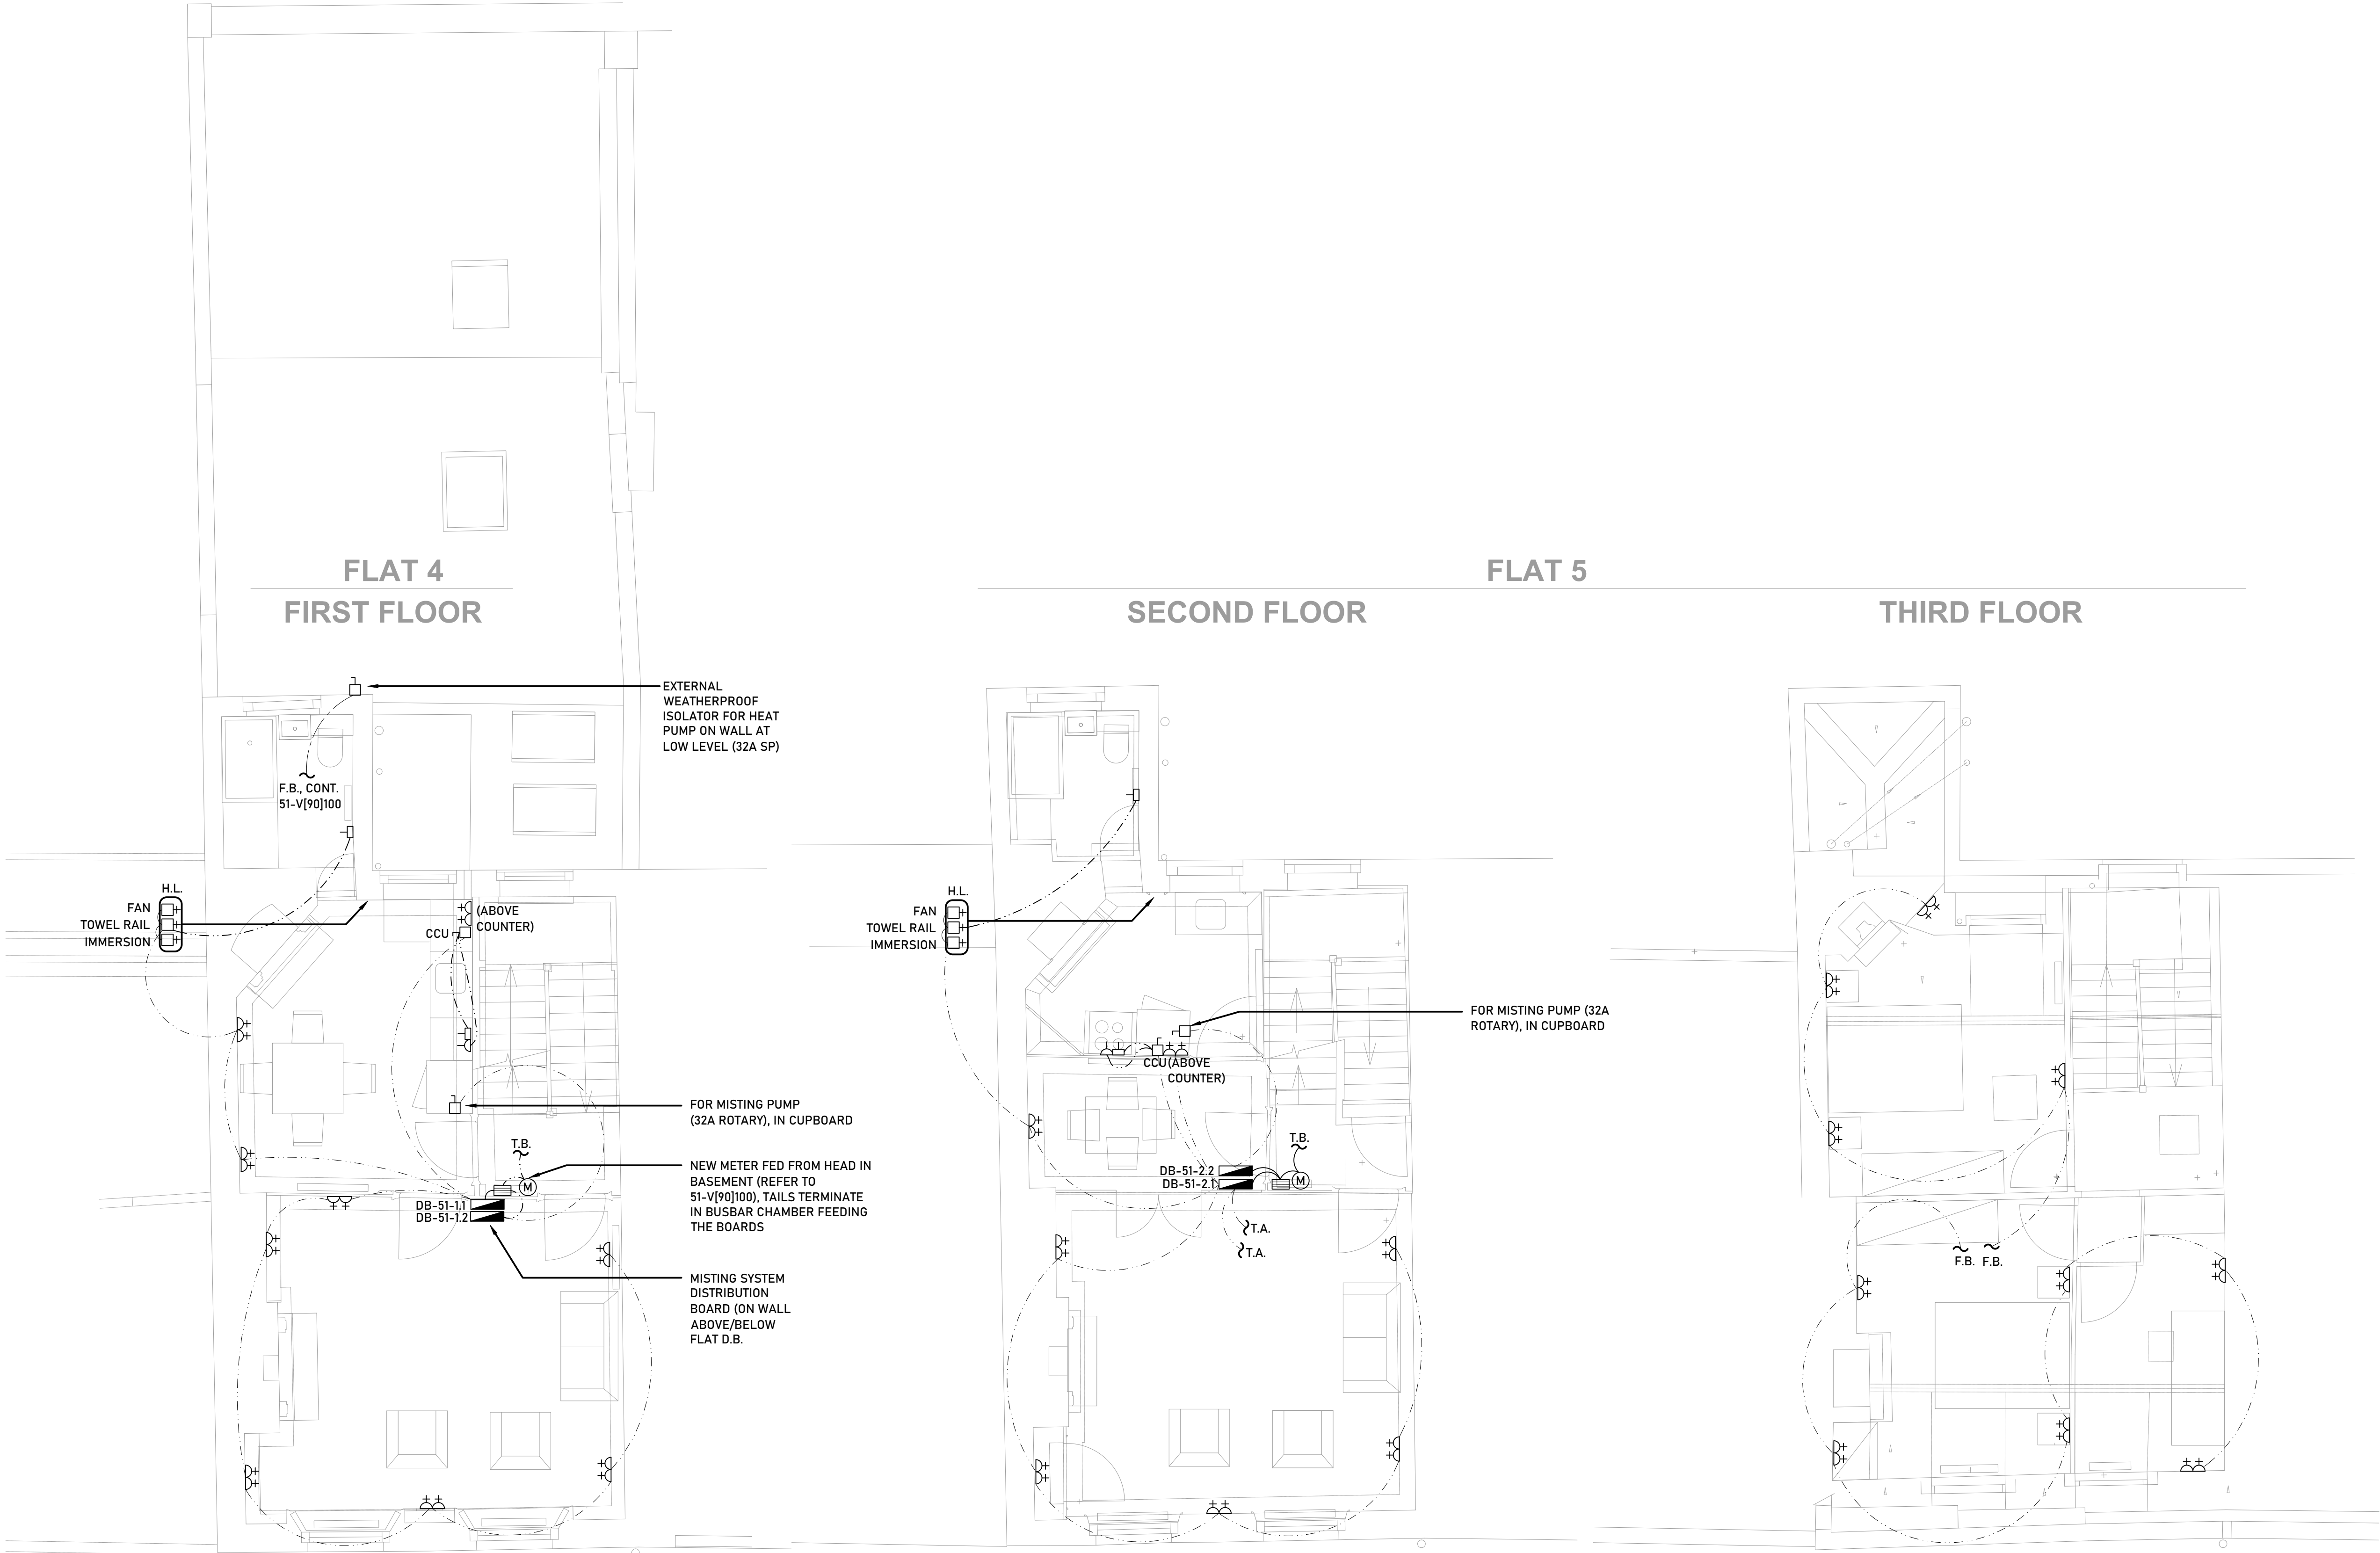 FLAT 4
FIRST FLOOR
FLAT 5
SECOND FLOOR
THIRD FLOOR
EXTERNAL
WEATHERPROOF
ISOLATOR FOR HEAT
PUMP ON WALL AT
LOW LEVEL (32A SP)
F.B., CONT.
51-V[90]100
H.L.
FAN
TOWEL RAIL
IMMERSION
(ABOVE
COUNTER)
CCU
FOR MISTING PUMP
(32A ROTARY), IN CUPBOARD
T.B.
M
NEW METER FED FROM HEAD IN
BASEMENT (REFER TO
51-V[90]100), TAILS TERMINATE
IN BUSBAR CHAMBER FEEDING
THE BOARDS
DB-51-1.1
DB-51-1.2
MISTING SYSTEM
DISTRIBUTION
BOARD (ON WALL
ABOVE/BELOW
FLAT D.B.
H.L.
FAN
TOWEL RAIL
IMMERSION
FOR MISTING PUMP (32A
ROTARY), IN CUPBOARD
CCU(ABOVE
COUNTER)
T.B.
M
DB-51-2.2
DB-51-2.1
T.A.
T.A.
F.B.
F.B.